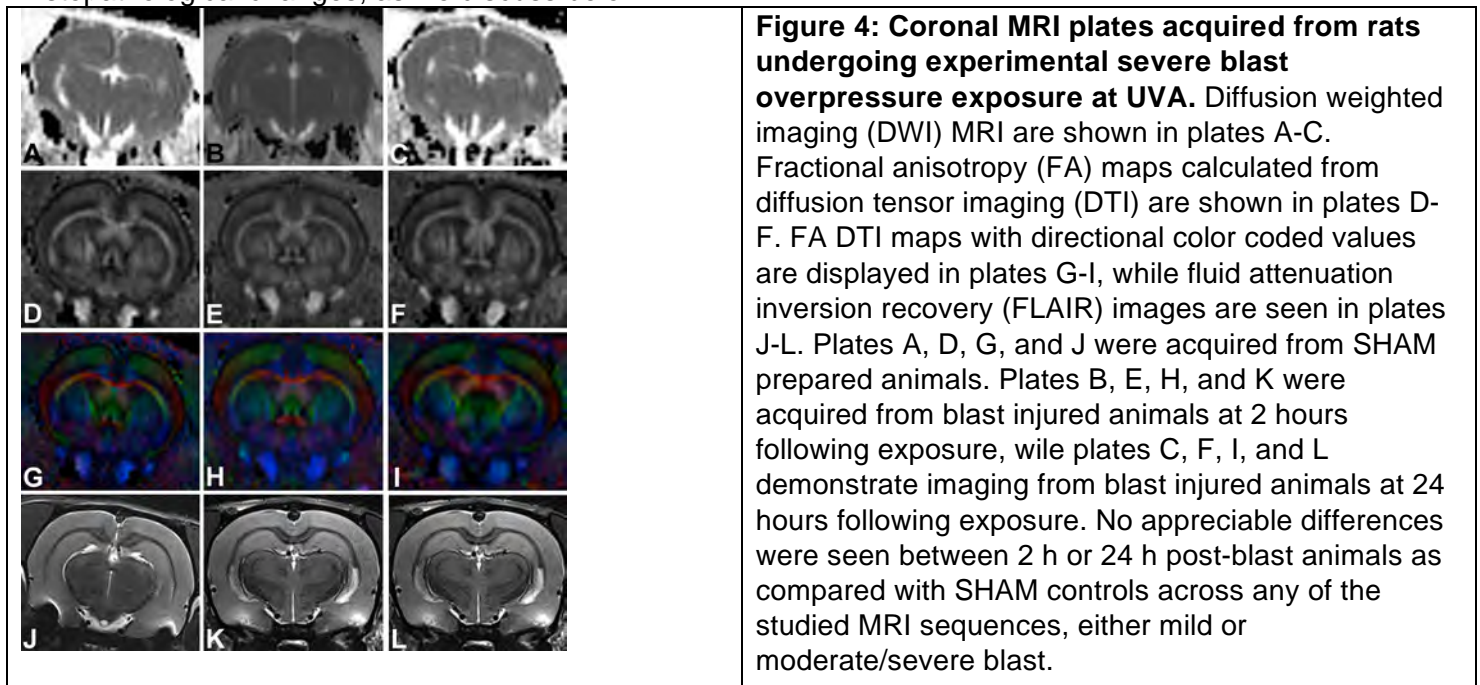 changes, as
A B C
D E F
G H I
J K L
Figure 4: Coronal MRI plates acquired from rats
undergoing experimental severe blast
overpressure exposure at UVA. Diffusion weighted
imaging (DWI) MRI are shown in plates A-C.
Fractional anisotropy (FA) maps calculated from
diffusion tensor imaging (DTI) are shown in plates D-
F. FA DTI maps with directional color coded values
are displayed in plates G-I, while fluid attenuation
inversion recovery (FLAIR) images are seen in plates
J-L. Plates A, D, G, and J were acquired from SHAM
prepared animals. Plates B, E, H, and K were
acquired from blast injured animals at 2 hours
following exposure, wile plates C, F, I, and L
demonstrate imaging from blast injured animals at 24
hours following exposure. No appreciable differences
were seen between 2 h or 24 h post-blast animals as
compared with SHAM controls across any of the
studied MRI sequences, either mild or
moderate/severe blast.